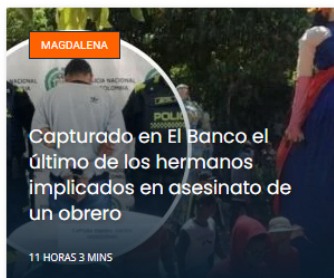 MAGDALENA
POLIC
Capturado en El Banco el
último de los hermanos
implicados en asesinato de
un obrero
11 HORAS 3 MINS